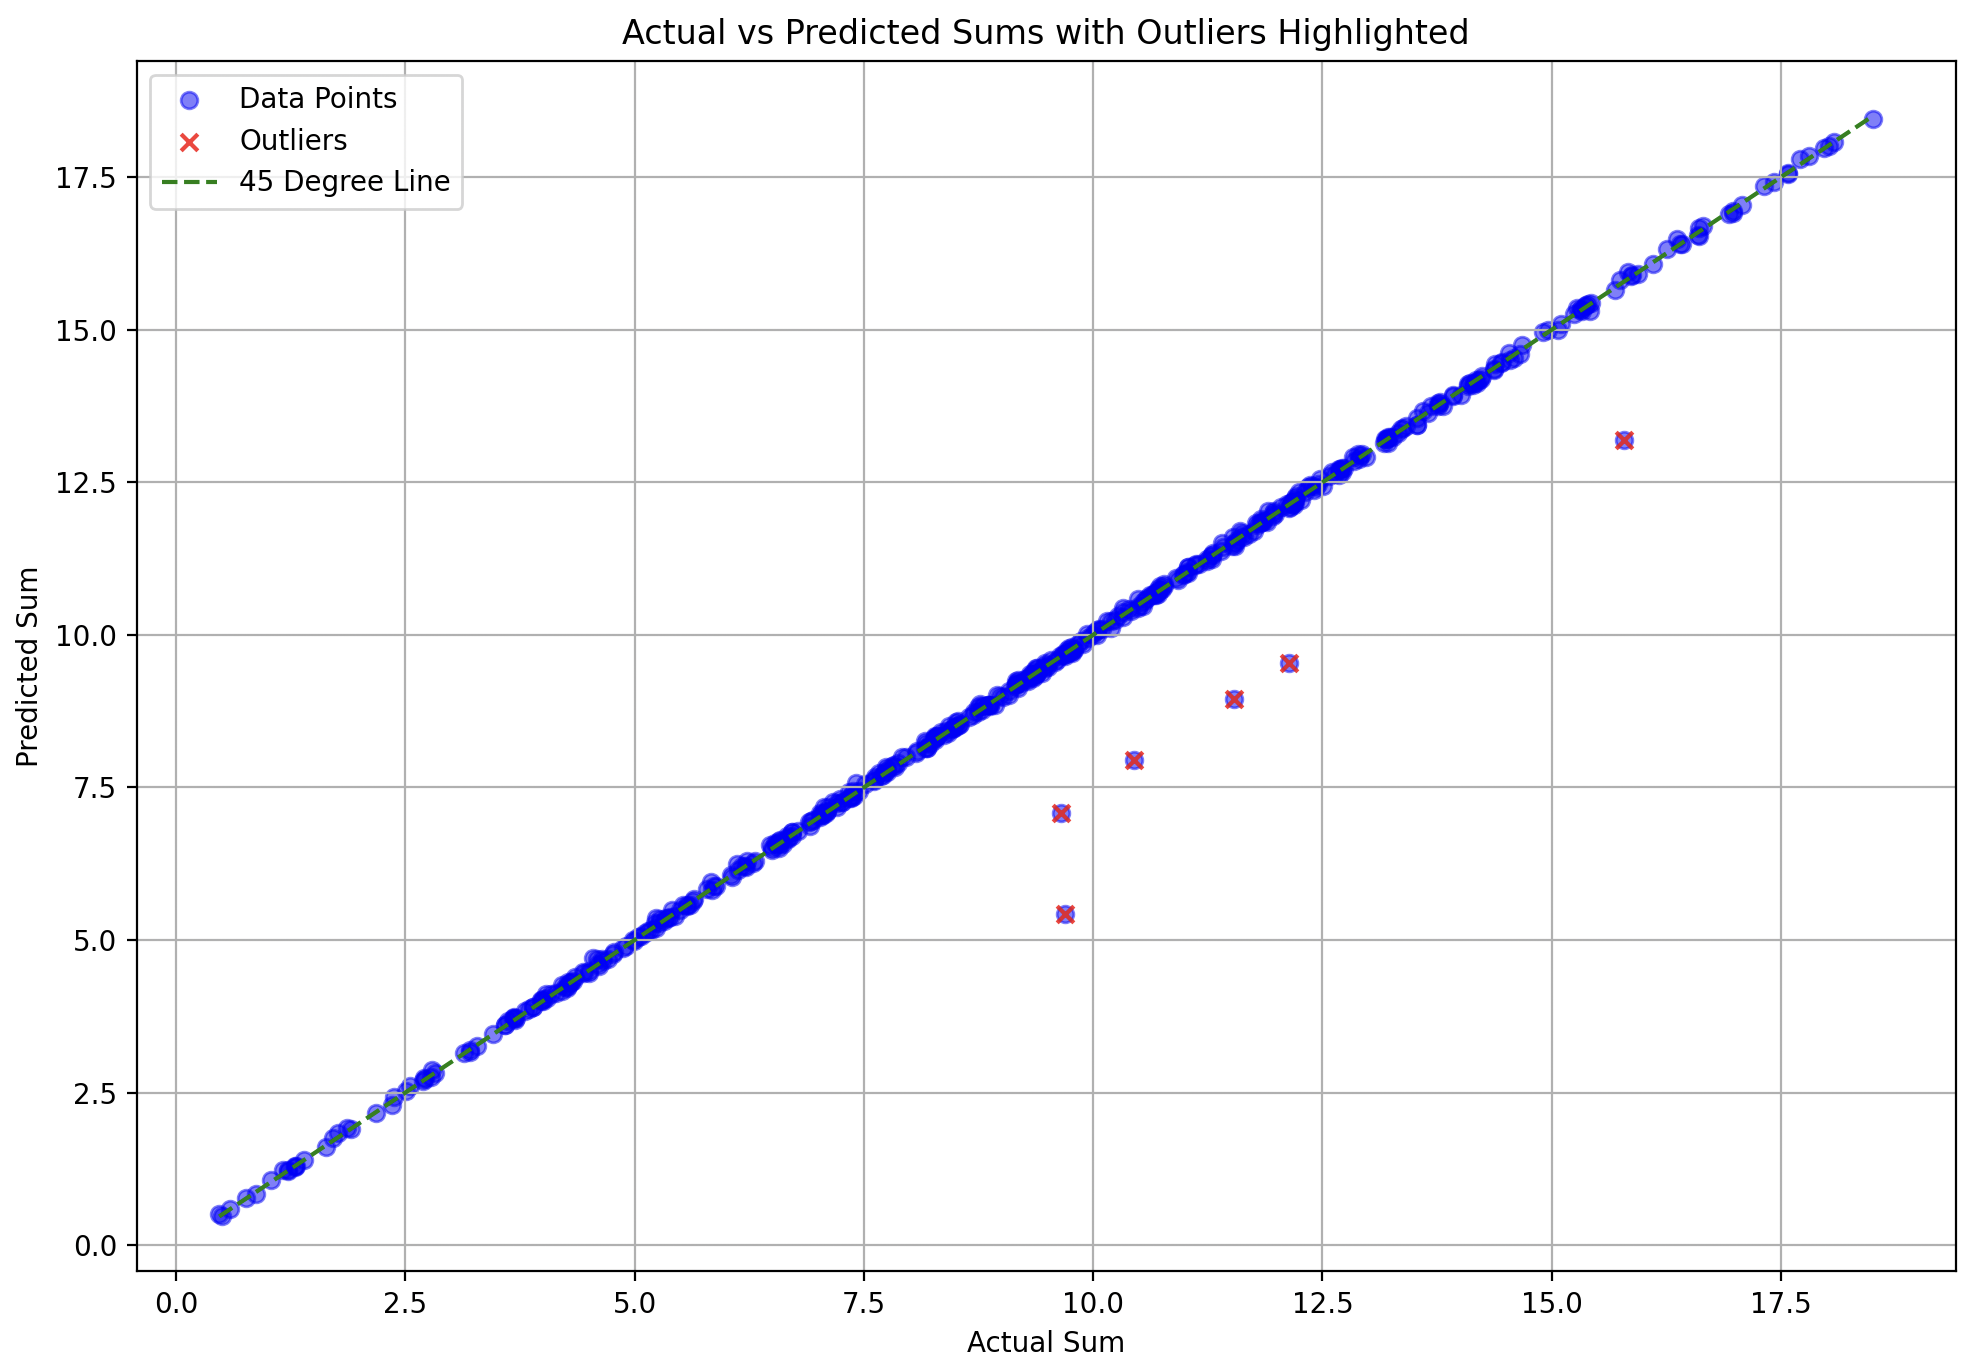 Actual vs Predicted Sums with Outliers Highlighted
Data Points
Outliers
45 Degree Line
17.5
15.0
12.5
10.0
7.5
5.0
2.5
0.0
Predicted Sum
0.0 2.5 5.0 7.5 10.0 12.5 15.0 17.5
Actual Sum